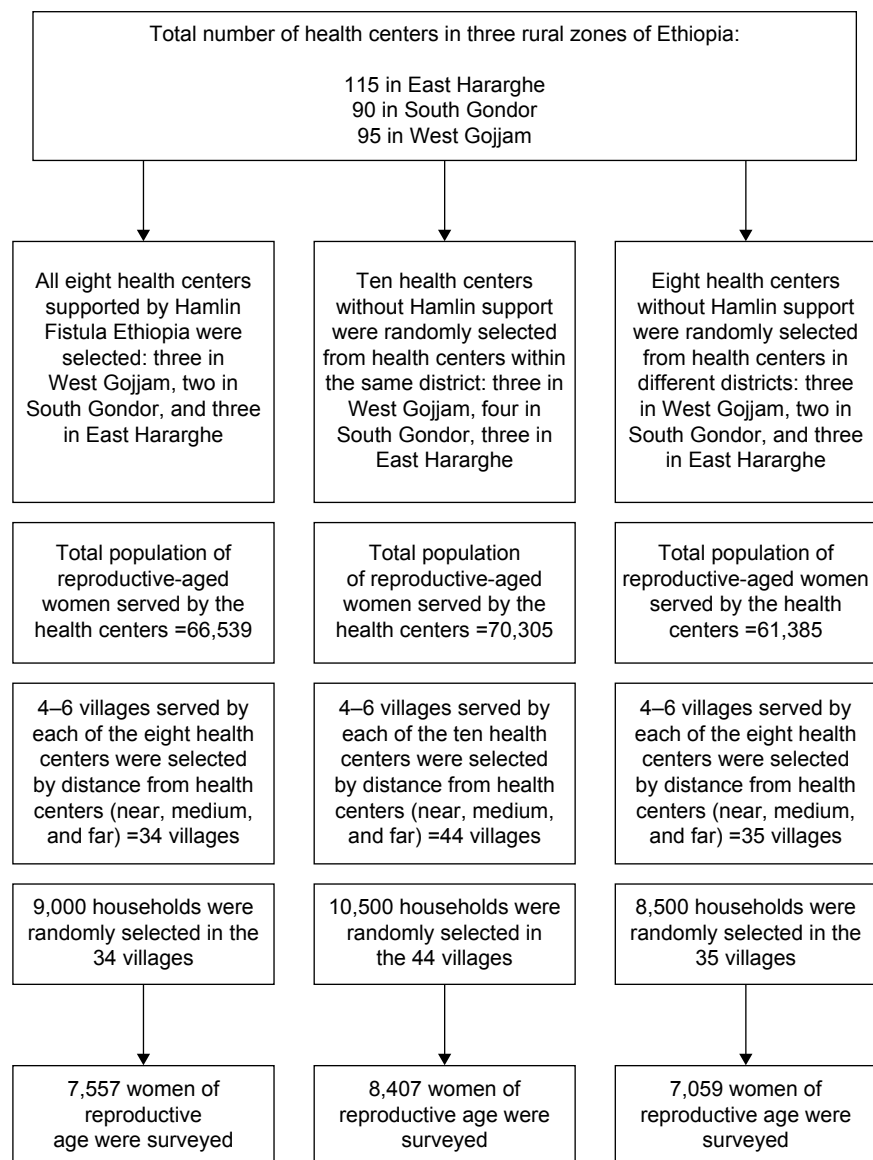 Total number of health centers in three rural zones of Ethiopia:
115 in East Hararghe
90 in South Gondor
95 in West Gojjam
All eight health centers
supported by Hamlin
Fistula Ethiopia were
selected: three in
West Gojjam, two in
South Gondor, and three
in East Hararghe
Ten health centers
without Hamlin support
were randomly selected
from health centers within
the same district: three in
West Gojjam, four in
South Gondor, three in
East Hararghe
Eight health centers
without Hamlin support
were randomly selected
from health centers in
different districts: three
in West Gojjam, two in
South Gondor, and three
in East Hararghe
Total population of
reproductive-aged
women served by the
health centers =66,539
Total population
of reproductive-aged
women served by the
health centers =70,305
Total population of
reproductive-aged women
served by the health
centers =61,385
4–6 villages served by
each of the eight health
centers were selected
by distance from health
centers (near, medium,
and far) =34 villages
4–6 villages served by
each of the ten health
centers were selected
by distance from health
centers (near, medium,
and far) =44 villages
4–6 villages served by
each of the eight health
centers were selected
by distance from health
centers (near, medium,
and far) =35 villages
9,000 households were
randomly selected in the
34 villages
10,500 households were
randomly selected in
the 44 villages
8,500 households were
randomly selected in the
35 villages
7,557 women of
reproductive
age were surveyed
8,407 women of
reproductive age were
surveyed
7,059 women of
reproductive age were
surveyed